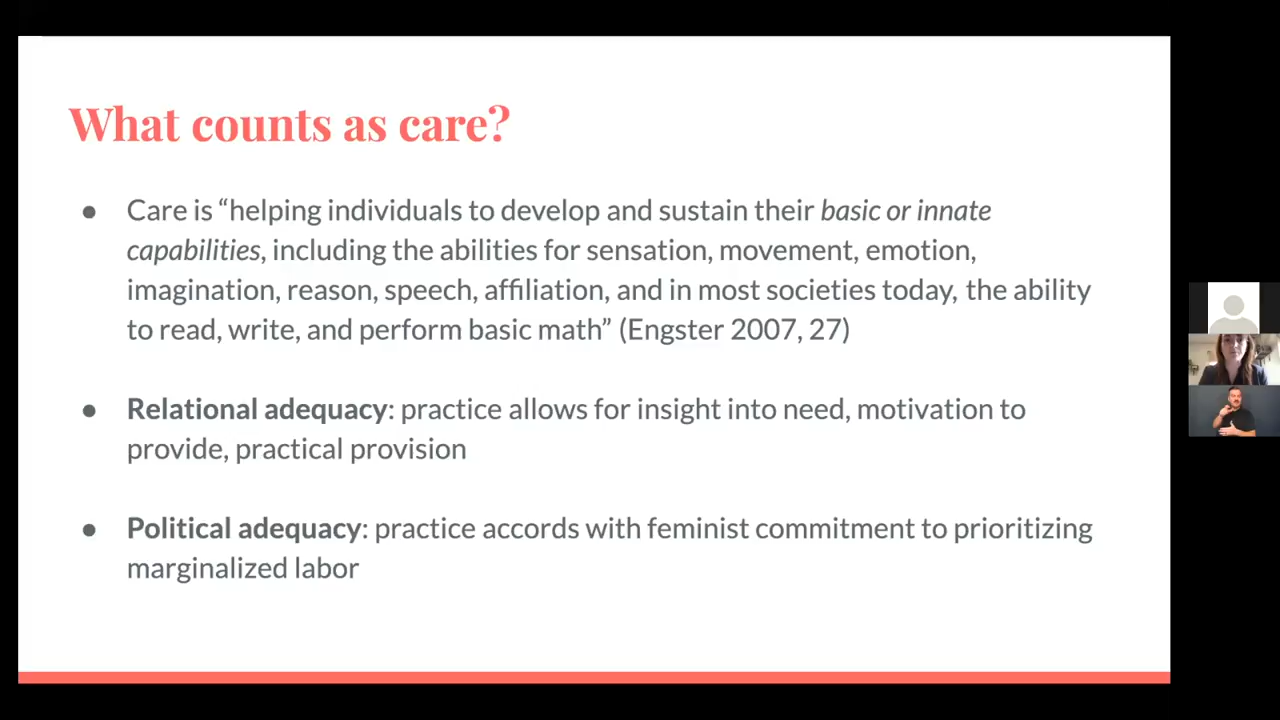 What counts as care?
● Care is “helping individuals to develop and sustain their basic or innate
capabilities, including the abilities for sensation, movement, emotion,
imagination, reason, speech, affiliation, and in most societies today, the ability
to read, write, and perform basic math” (Engster 2007, 27)
● Relational adequacy: practice allows for insight into need, motivation to
provide, practical provision
● Political adequacy: practice accords with feminist commitment to prioritizing
marginalized labor